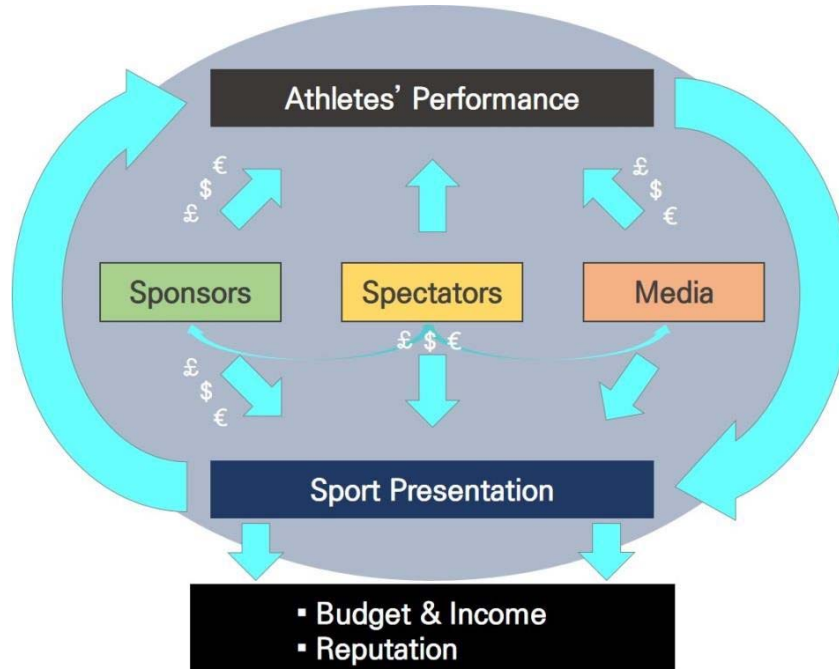 Athletes’ Performance
£ $ €
£ $ €
Sponsors
Spectators
Media
£ $ €
£ $ €
Sport Presentation
▪ Budget & Income
▪ Reputation